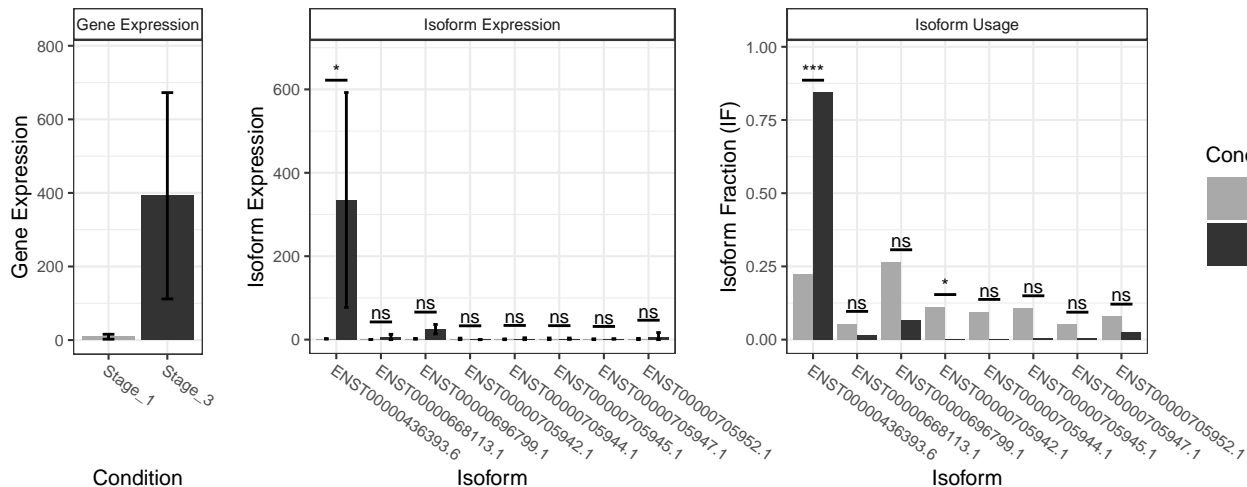 Gene Expression
800
600
400
200
0
Gene Expression
Stage_1
Stage_3
Condition
Isoform Expression
600
400
200
0
Isoform Expression
*
ns
ns
ns
ns
ns
ns
ns
ENST00000436393.6
ENST00000668113.1
ENST00000696799.1
ENST00000705942.1
ENST00000705944.1
ENST00000705945.1
ENST00000705947.1
ENST00000705952.1
Isoform
Isoform Usage
1.00
0.75
0.50
0.25
0.00
Isoform Fraction (IF)
***
ns
ns
*
ns
ns
ns
ns
ENST00000436393.6
ENST00000668113.1
ENST00000696799.1
ENST00000705942.1
ENST00000705944.1
ENST00000705945.1
ENST00000705947.1
ENST00000705952.1
Isoform
Cond